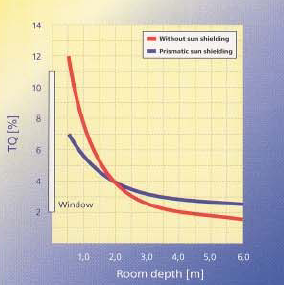 14
Without sun shielding
Prismatic sun shielding
12
10
8
6
4
2
TQ [%]
Window
1,0 2,0 3,0 4,0 5,0 6,0
Room depth [m]